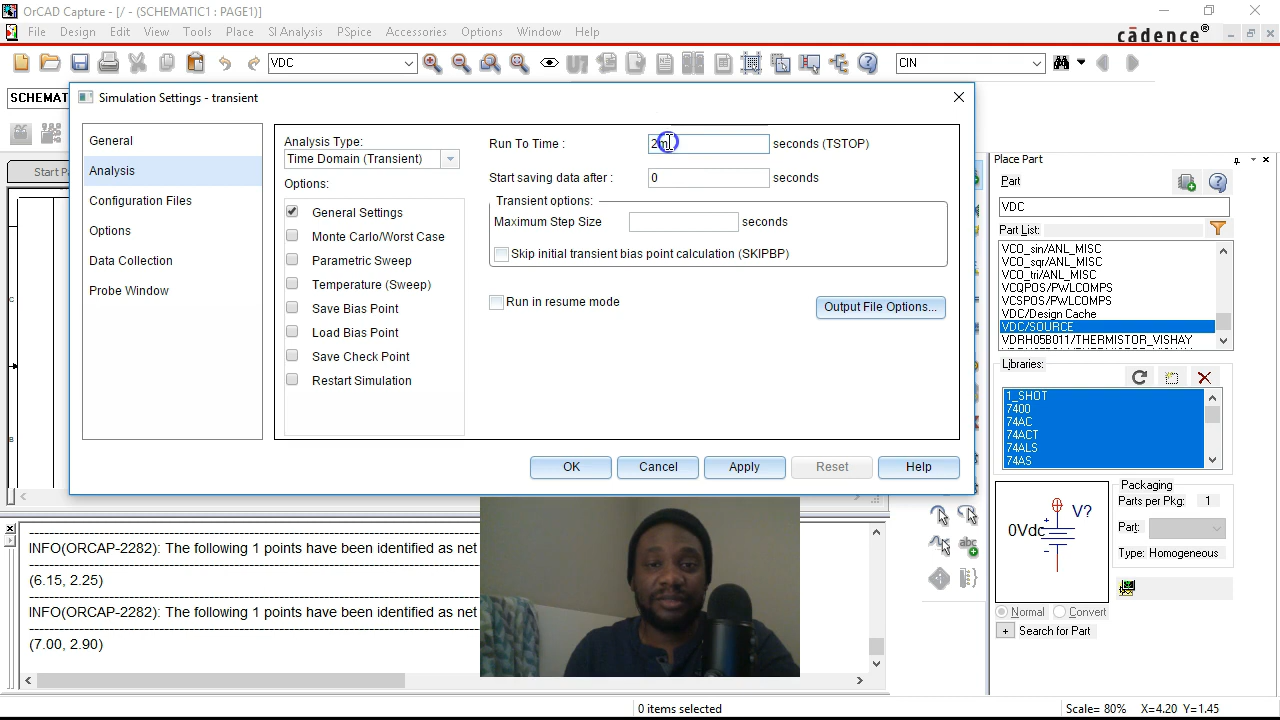 OrCAD Capture - [/ - (SCHEMATIC1 : PAGE1)]
File Design Edit View Tools Place SI Analysis PSpice Accessories Options Window Help
cādence®
VDC
U?
CIN
SCHEMAT
Simulation Settings - transient
General
Analysis
Configuration Files
Options
Data Collection
Probe Window
Analysis Type:
Time Domain (Transient)
Options:
General Settings
Monte Carlo/Worst Case
Parametric Sweep
Temperature (Sweep)
Save Bias Point
Load Bias Point
Save Check Point
Restart Simulation
Run To Time :
2m
seconds (TSTOP)
Start saving data after :
0
seconds
Transient options:
Maximum Step Size
seconds
Skip initial transient bias point calculation (SKIPBP)
Run in resume mode
Output File Options...
OK
Cancel
Apply
Reset
Help
Start P
C
B
Place Part
Part
VDC
Part List:
VCO_sin/ANL_MISC
VCO_sqr/ANL_MISC
VCO_tri/ANL_MISC
VCQPOS/PWLCOMPS
VCSPOS/PWLCOMPS
VDC/Design Cache
VDC/SOURCE
VDRH05B011/THERMISTOR_VISHAY
Libraries:
1_SHOT
7400
74AC
74ACT
74ALS
74AS
V?
0Vdc
Packaging
Parts per Pkg: 1
Part:
Type: Homogeneous
Normal
Convert
+ Search for Part
abc
INFO(ORCAP-2282): The following 1 points have been identified as net
(6.15, 2.25)
INFO(ORCAP-2282): The following 1 points have been identified as net
(7.00, 2.90)
0 items selected
Scale= 80% X=4.20 Y=1.45